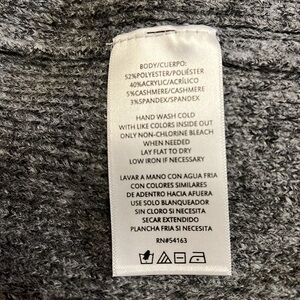 BODY/CUERPO:
52%POLYESTER/POLIÉSTER
40%ACRYLIC/ACRÍLICO
5%CASHMERE/CASHMERE
3%SPANDEX/SPANDEX
HAND WASH COLD
WITH LIKE COLORS INSIDE OUT
ONLY NON-CHLORINE BLEACH
WHEN NEEDED
LAY FLAT TO DRY
LOW IRON IF NECESSARY
LAVAR A MANO CON AGUA FRIA
CON COLORES SIMILARES
DE ADENTRO HACIA AFUERA
USE SOLO BLANQUEADOR
SIN CLORO SI NECESITA
SECAR EXTENDIDO
PLANCHA FRIA SI NECESITA
RN#54163